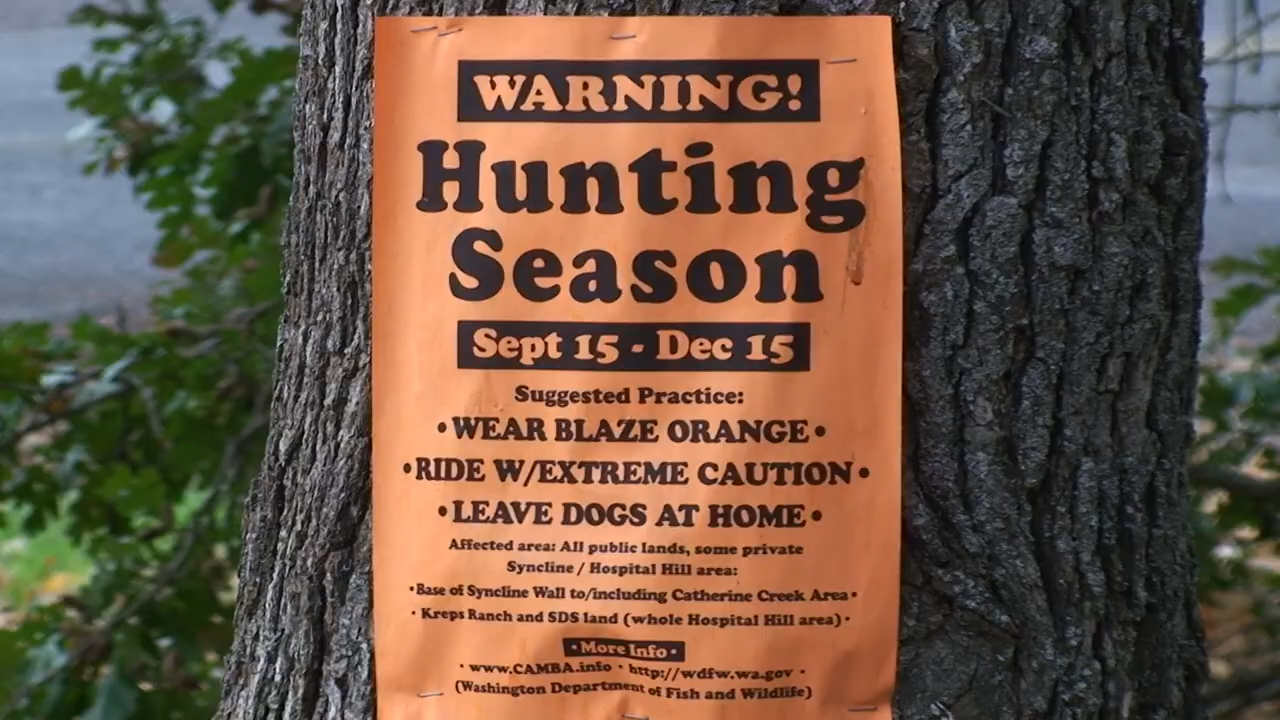 WARNING!
Hunting
Season
Sept 15 - Dec 15
Suggested Practice:
• WEAR BLAZE ORANGE •
• RIDE W/EXTREME CAUTION •
• LEAVE DOGS AT HOME •
Affected area: All public lands, some private
Syncline / Hospital Hill area:
• Base of Syncline Wall to/including Catherine Creek Area •
• Kreps Ranch and SDS land (whole Hospital Hill area) •
• More Info •
• www.CAMBA.info • http://wdfw.wa.gov •
(Washington Department of Fish and Wildlife)